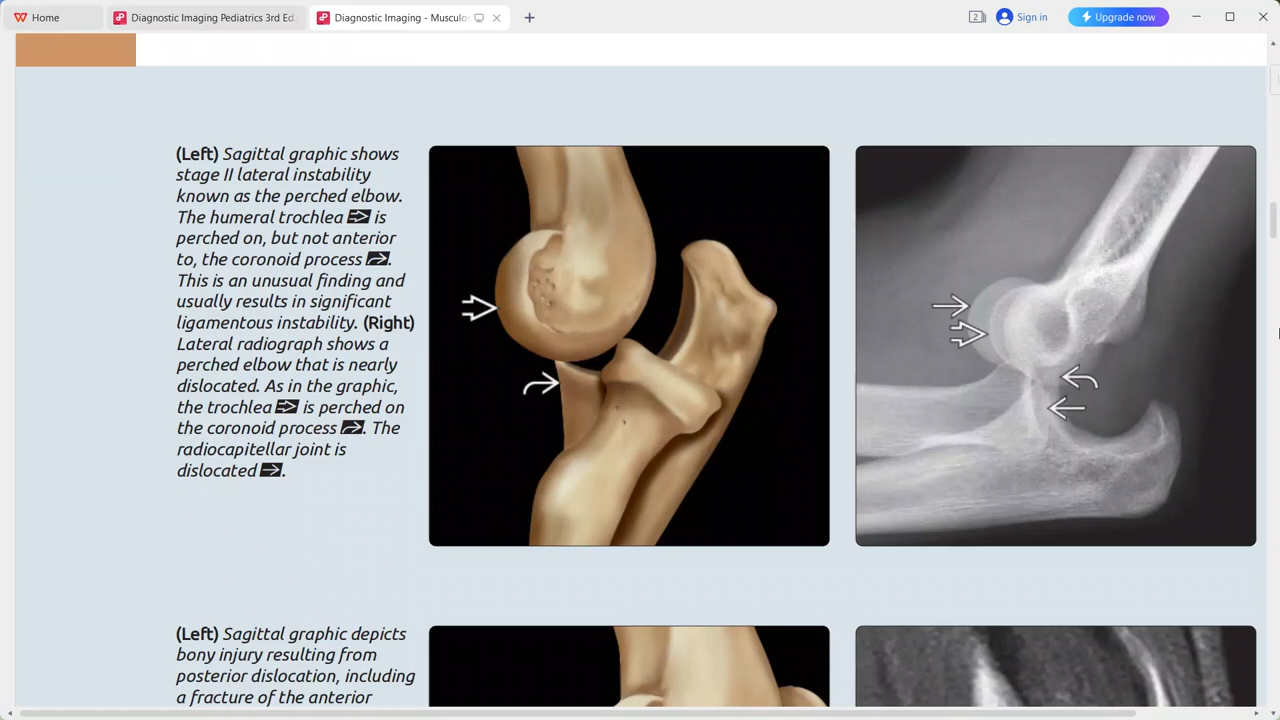 Home
Diagnostic Imaging Pediatrics 3rd Ed.
Diagnostic Imaging - Musculos
2
Sign in
Upgrade now
(Left) Sagittal graphic shows
stage II lateral instability
known as the perched elbow.
The humeral trochlea is
perched on, but not anterior
to, the coronoid process .
This is an unusual finding and
usually results in significant
ligamentous instability. (Right)
Lateral radiograph shows a
perched elbow that is nearly
dislocated. As in the graphic,
the trochlea is perched on
the coronoid process . The
radiocapitellar joint is
dislocated .
(Left) Sagittal graphic depicts
bony injury resulting from
posterior dislocation, including
a fracture of the anterior